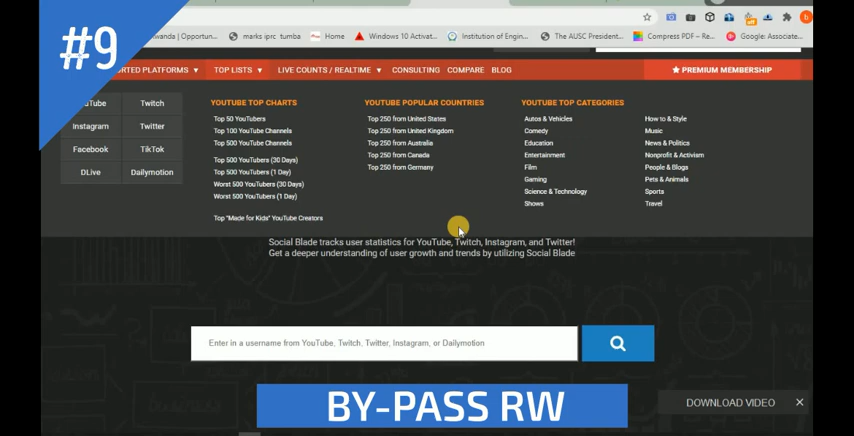 #9
wanda | Opportun...
marks iprc tumba
Home
Windows 10 Activat...
Institution of Engin...
The AUSC President...
Compress PDF – Re...
Google: Associate...
ORTED PLATFORMS ▼
TOP LISTS ▼
LIVE COUNTS / REALTIME ▼
CONSULTING
COMPARE
BLOG
★ PREMIUM MEMBERSHIP
uTube
Twitch
Instagram
Twitter
Facebook
TikTok
DLive
Dailymotion
YOUTUBE TOP CHARTS
Top 50 YouTubers
Top 100 YouTube Channels
Top 500 YouTube Channels
Top 500 YouTubers (30 Days)
Top 500 YouTubers (1 Day)
Worst 500 YouTubers (30 Days)
Worst 500 YouTubers (1 Day)
Top "Made for Kids" YouTube Creators
YOUTUBE POPULAR COUNTRIES
Top 250 from United States
Top 250 from United Kingdom
Top 250 from Australia
Top 250 from Canada
Top 250 from Germany
YOUTUBE TOP CATEGORIES
Autos & Vehicles
Comedy
Education
Entertainment
Film
Gaming
Science & Technology
Shows
How to & Style
Music
News & Politics
Nonprofit & Activism
People & Blogs
Pets & Animals
Sports
Travel
Social Blade tracks user statistics for YouTube, Twitch, Instagram, and Twitter!
Get a deeper understanding of user growth and trends by utilizing Social Blade
Enter in a username from YouTube, Twitch, Twitter, Instagram, or Dailymotion
BY-PASS RW
DOWNLOAD VIDEO ×